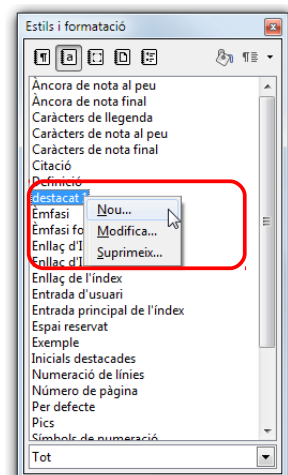 Estils i formatació
Àncora de nota al peu
Àncora de nota final
Caràcters de llegenda
Caràcters de nota al peu
Caràcters de nota final
Citació
Definició
destacat 1
Nou...
Èmfasi
Modifica...
Èmfasi fo
Suprimeix...
Enllaç d'I
Enllaç d'I
Enllaç de l'índex
Entrada d'usuari
Entrada principal de l'índex
Espai reservat
Exemple
Inicials destacades
Numeració de línies
Número de pàgina
Per defecte
Pics
Símbols de numeració
Tot